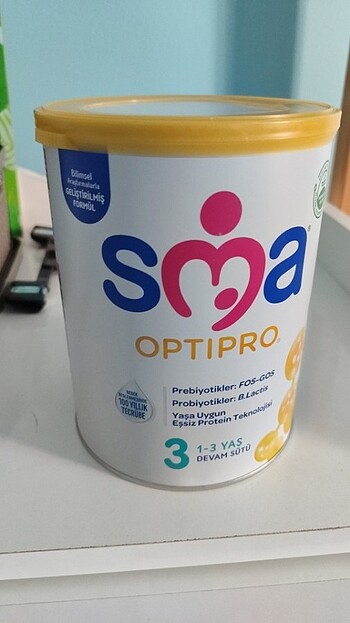 Bilimsel
Araştırmalarla
GELİŞTİRİLMİŞ
FORMÜL
sma
OPTIPRO
Prebiyotikler: FOS-GOS
Probiyotikler: B.Lactis
Yaşa Uygun
Eşsiz Protein Teknolojisi
BEBEK
100 YILLIK
TECRÜBE
3 1-3 YAŞ
DEVAM SÜTÜ